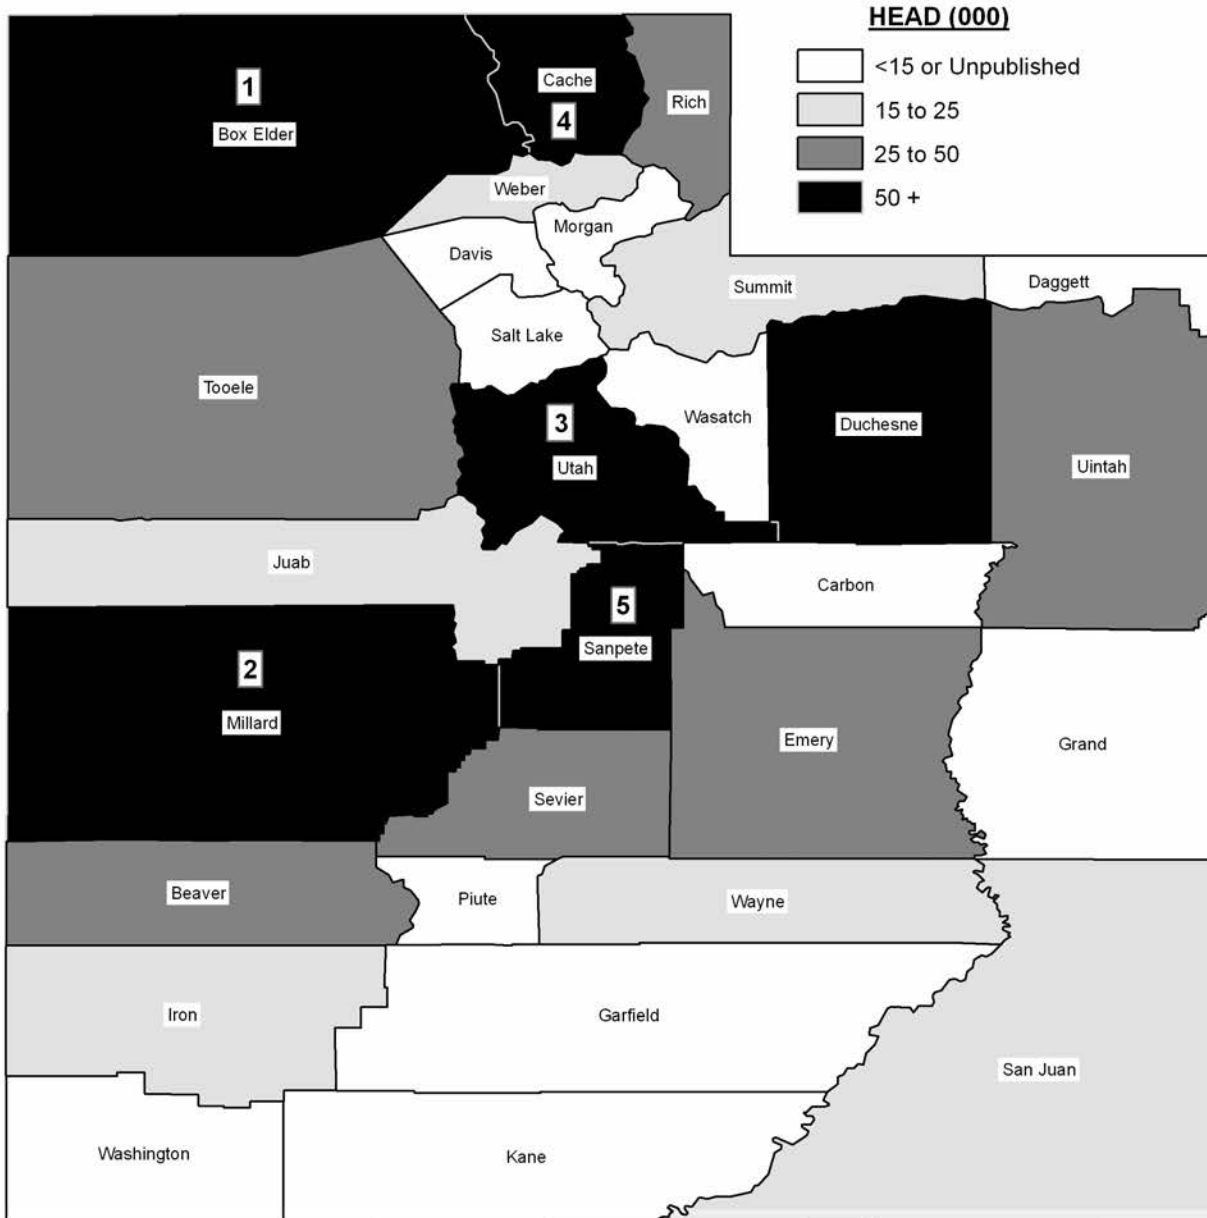 HEAD (000)
<15 or Unpublished
15 to 25
25 to 50
50 +
1
Box Elder
Cache
4
Rich
Weber
Morgan
Davis
Summit
Daggett
Salt Lake
Tooele
3
Utah
Wasatch
Duchesne
Uintah
Juab
Carbon
5
Sanpete
2
Millard
Emery
Grand
Sevier
Beaver
Piute
Wayne
Iron
Garfield
San Juan
Washington
Kane